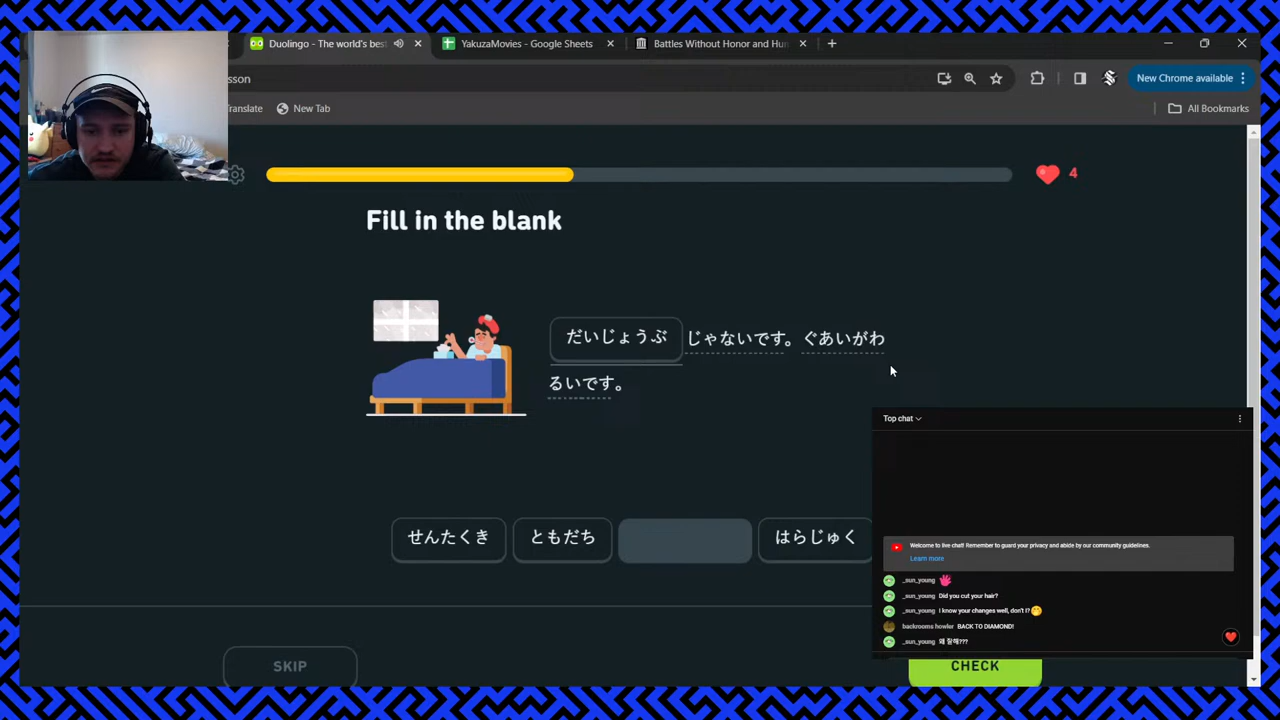 Duolingo - The world's best
YakuzaMovies - Google Sheets
Battles Without Honor and Hun
sson
New Chrome available
Translate
New Tab
All Bookmarks
4
Fill in the blank
だいじょうぶ じゃないです。ぐあいがわ
るいです。
せんたくき
ともだち
はらじゅく
SKIP
CHECK
Top chat
Welcome to live chat! Remember to guard your privacy and abide by our community guidelines.
Learn more
_sun_young
_sun_young Did you cut your hair?
_sun_young I know your changes well, don't I?
backrooms howler BACK TO DIAMOND!
_sun_young 왜 잘해???